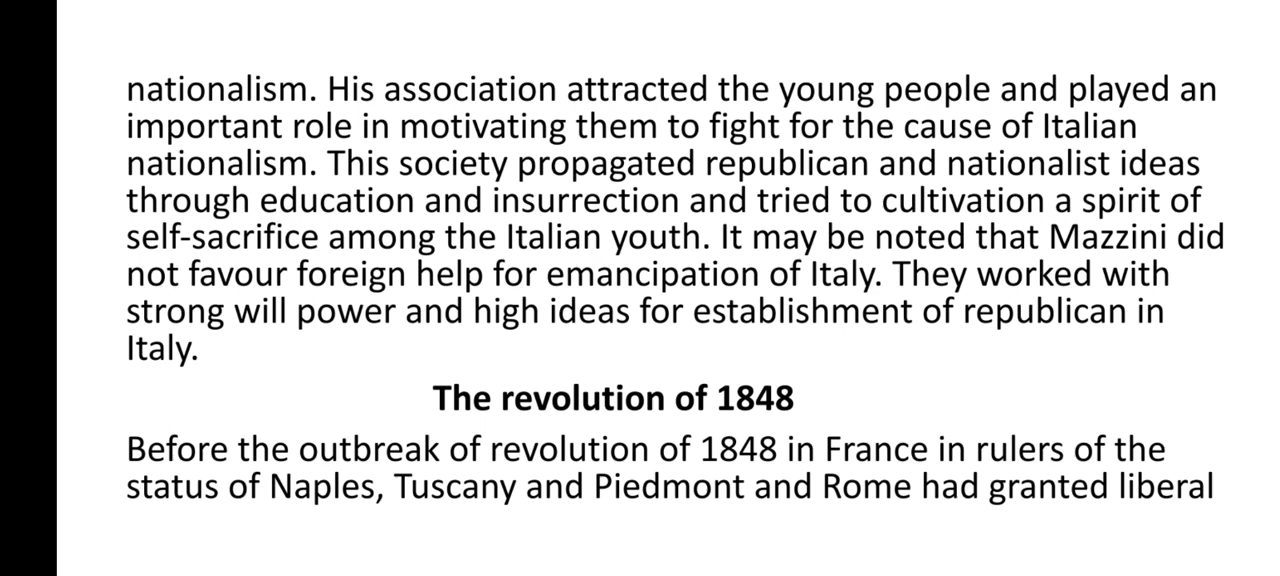 nationalism. His association attracted the young people and played an
important role in motivating them to fight for the cause of Italian
nationalism. This society propagated republican and nationalist ideas
through education and insurrection and tried to cultivation a spirit of
self-sacrifice among the Italian youth. It may be noted that Mazzini did
not favour foreign help for emancipation of Italy. They worked with
strong will power and high ideas for establishment of republican in
Italy.
The revolution of 1848
Before the outbreak of revolution of 1848 in France in rulers of the
status of Naples, Tuscany and Piedmont and Rome had granted liberal